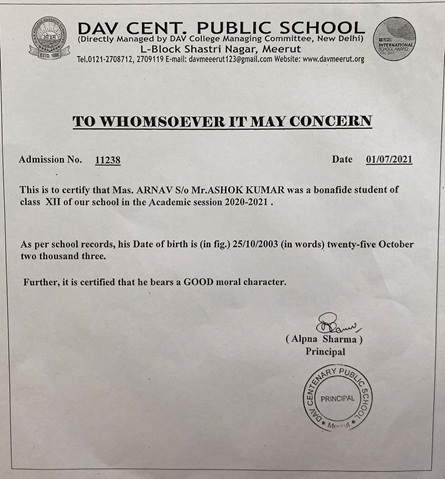 DAV CENT. PUBLIC SCHOOL
(Directly Managed by DAV College Managing Committee, New Delhi)
L-Block Shastri Nagar, Meerut
Tel.0121-2708712, 2709119 E-mail: davmeerut123@gmail.com Website: www.davmeerut.org
INTERNATIONAL
SCHOOL AWARD
TO WHOMSOEVER IT MAY CONCERN
Admission No. 11238 Date 01/07/2021
This is to certify that Mas. ARNAV S/o Mr.ASHOK KUMAR was a bonafide student of
class XII of our school in the Academic session 2020-2021 .
As per school records, his Date of birth is (in fig.) 25/10/2003 (in words) twenty-five October
two thousand three.
Further, it is certified that he bears a GOOD moral character.
( Alpna Sharma )
Principal
DAV CENTENARY PUBLIC SCHOOL
PRINCIPAL
Meerut